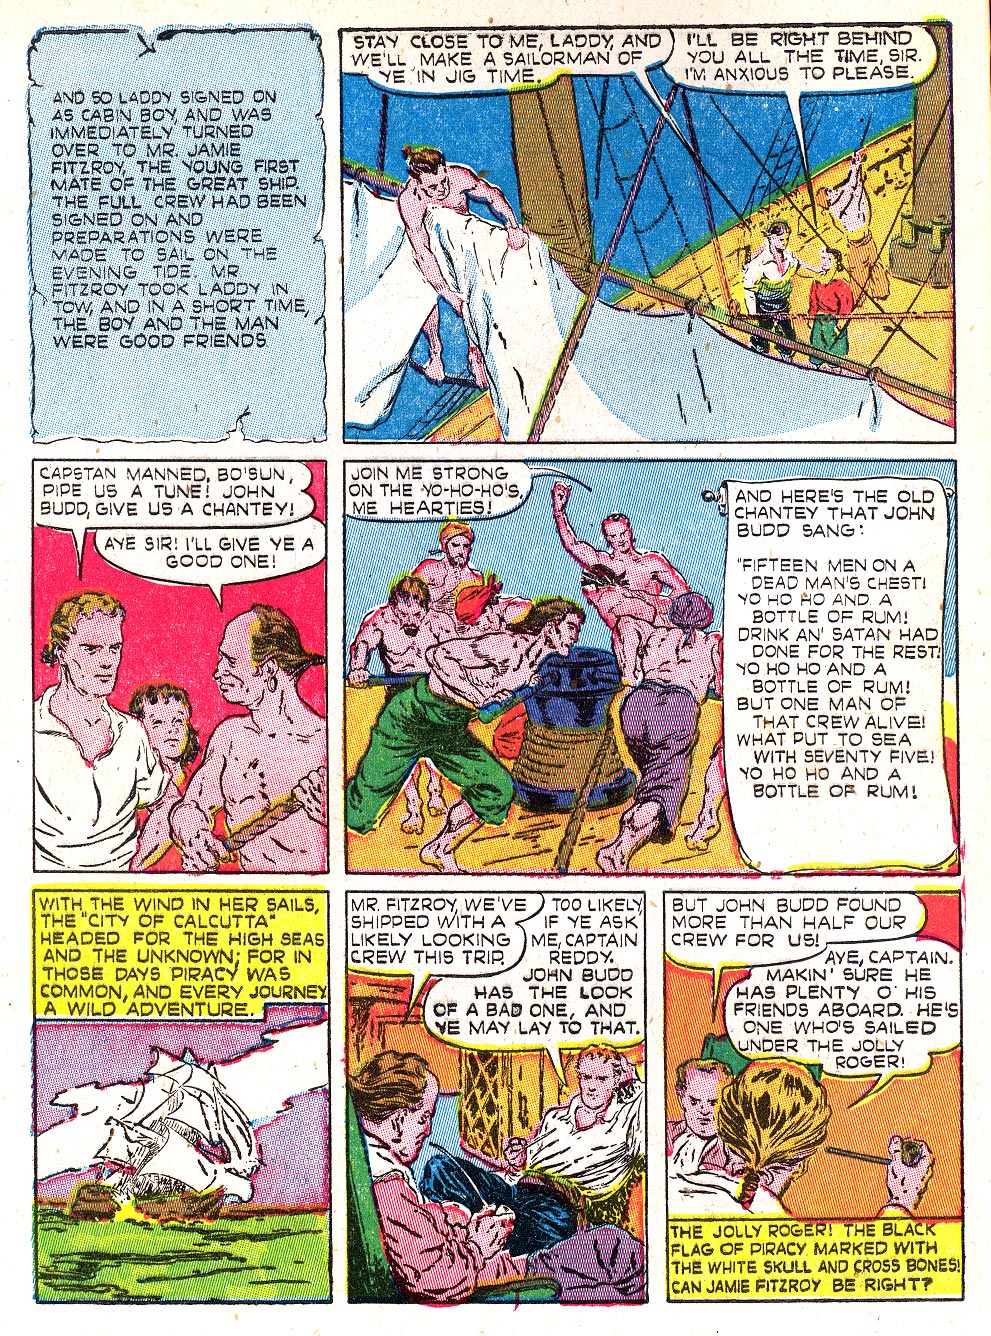 AND SO LADDY SIGNED ON
AS CABIN BOY AND WAS
IMMEDIATELY TURNED
OVER TO MR. JAMIE
FITZROY, THE YOUNG FIRST
MATE OF THE GREAT SHIP.
THE FULL CREW HAD BEEN
SIGNED ON AND
PREPARATIONS WERE
MADE TO SAIL ON THE
EVENING TIDE. MR.
FITZROY TOOK LADDY IN
TOW, AND IN A SHORT TIME,
THE BOY AND THE MAN
WERE GOOD FRIENDS
STAY CLOSE TO ME, LADDY, AND
WE'LL MAKE A SAILORMAN OF
YE IN JIG TIME.
I'LL BE RIGHT BEHIND
YOU ALL THE TIME, SIR.
I'M ANXIOUS TO PLEASE.
CAPSTAN MANNED, BO'SUN,
PIPE US A TUNE! JOHN
BUDD, GIVE US A CHANTEY!
AYE SIR! I'LL GIVE YE A
GOOD ONE!
JOIN ME STRONG
ON THE YO-HO-HO'S,
ME HEARTIES!
AND HERE'S THE OLD
CHANTEY THAT JOHN
BUDD SANG:
"FIFTEEN MEN ON A
DEAD MAN'S CHEST!
YO HO HO AND A
BOTTLE OF RUM!
DRINK AN' SATAN HAD
DONE FOR THE REST!
YO HO HO AND A
BOTTLE OF RUM!
BUT ONE MAN OF
THAT CREW ALIVE!
WHAT PUT TO SEA
WITH SEVENTY FIVE!
YO HO HO AND A
BOTTLE OF RUM!
WITH THE WIND IN HER SAILS,
THE "CITY OF CALCUTTA"
HEADED FOR THE HIGH SEAS
AND THE UNKNOWN; FOR IN
THOSE DAYS PIRACY WAS
COMMON, AND EVERY JOURNEY
A WILD ADVENTURE.
MR. FITZROY, WE'VE
SHIPPED WITH A
LIKELY LOOKING
CREW THIS TRIP.
TOO LIKELY,
IF YE ASK
ME, CAPTAIN
REDDY.
JOHN BUDD
HAS THE LOOK
OF A BAD ONE, AND
YE MAY LAY TO THAT.
BUT JOHN BUDD FOUND
MORE THAN HALF OUR
CREW FOR US!
AYE, CAPTAIN.
MAKIN' SURE HE
HAS PLENTY O' HIS
FRIENDS ABOARD. HE'S
ONE WHO'S SAILED
UNDER THE JOLLY
ROGER!
THE JOLLY ROGER! THE BLACK
FLAG OF PIRACY MARKED WITH
THE WHITE SKULL AND CROSS BONES!
CAN JAMIE FITZROY BE RIGHT?